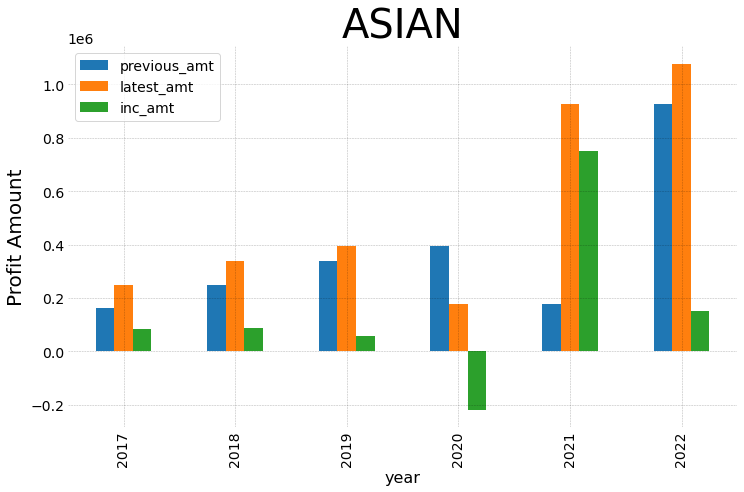 ASIAN
1e6
previous_amt
latest_amt
inc_amt
1.0
0.8
0.6
0.4
0.2
0.0
−0.2
Profit Amount
2017 2018 2019 2020 2021 2022
year